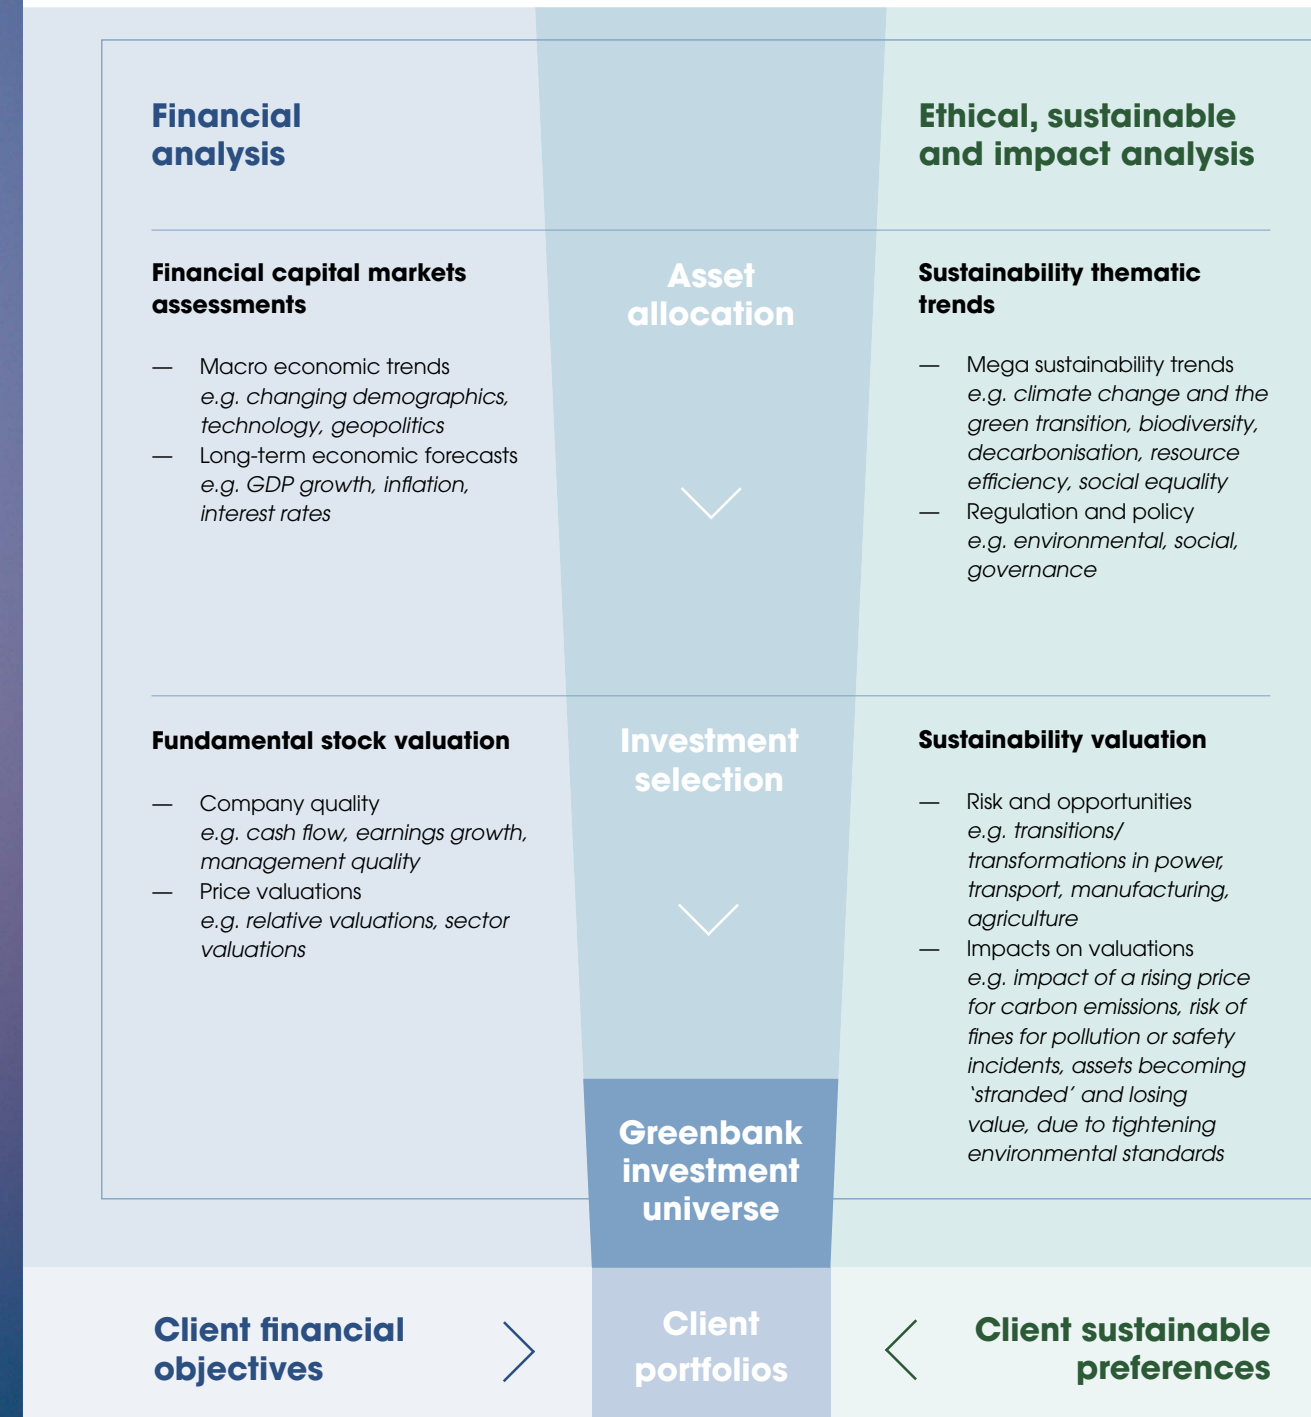 Financial
analysis
Ethical, sustainable
and impact analysis
Financial capital markets
assessments
— Macro economic trends
e.g. changing demographics,
technology, geopolitics
— Long-term economic forecasts
e.g. GDP growth, inflation,
interest rates
Asset
allocation
Sustainability thematic
trends
— Mega sustainability trends
e.g. climate change and the
green transition, biodiversity,
decarbonisation, resource
efficiency, social equality
— Regulation and policy
e.g. environmental, social,
governance
Fundamental stock valuation
— Company quality
e.g. cash flow, earnings growth,
management quality
— Price valuations
e.g. relative valuations, sector
valuations
Investment
selection
Sustainability valuation
— Risk and opportunities
e.g. transitions/
transformations in power,
transport, manufacturing,
agriculture
— Impacts on valuations
e.g. impact of a rising price
for carbon emissions, risk of
fines for pollution or safety
incidents, assets becoming
‘stranded’ and losing
value, due to tightening
environmental standards
Greenbank
investment
universe
Client financial
objectives
Client
portfolios
Client sustainable
preferences